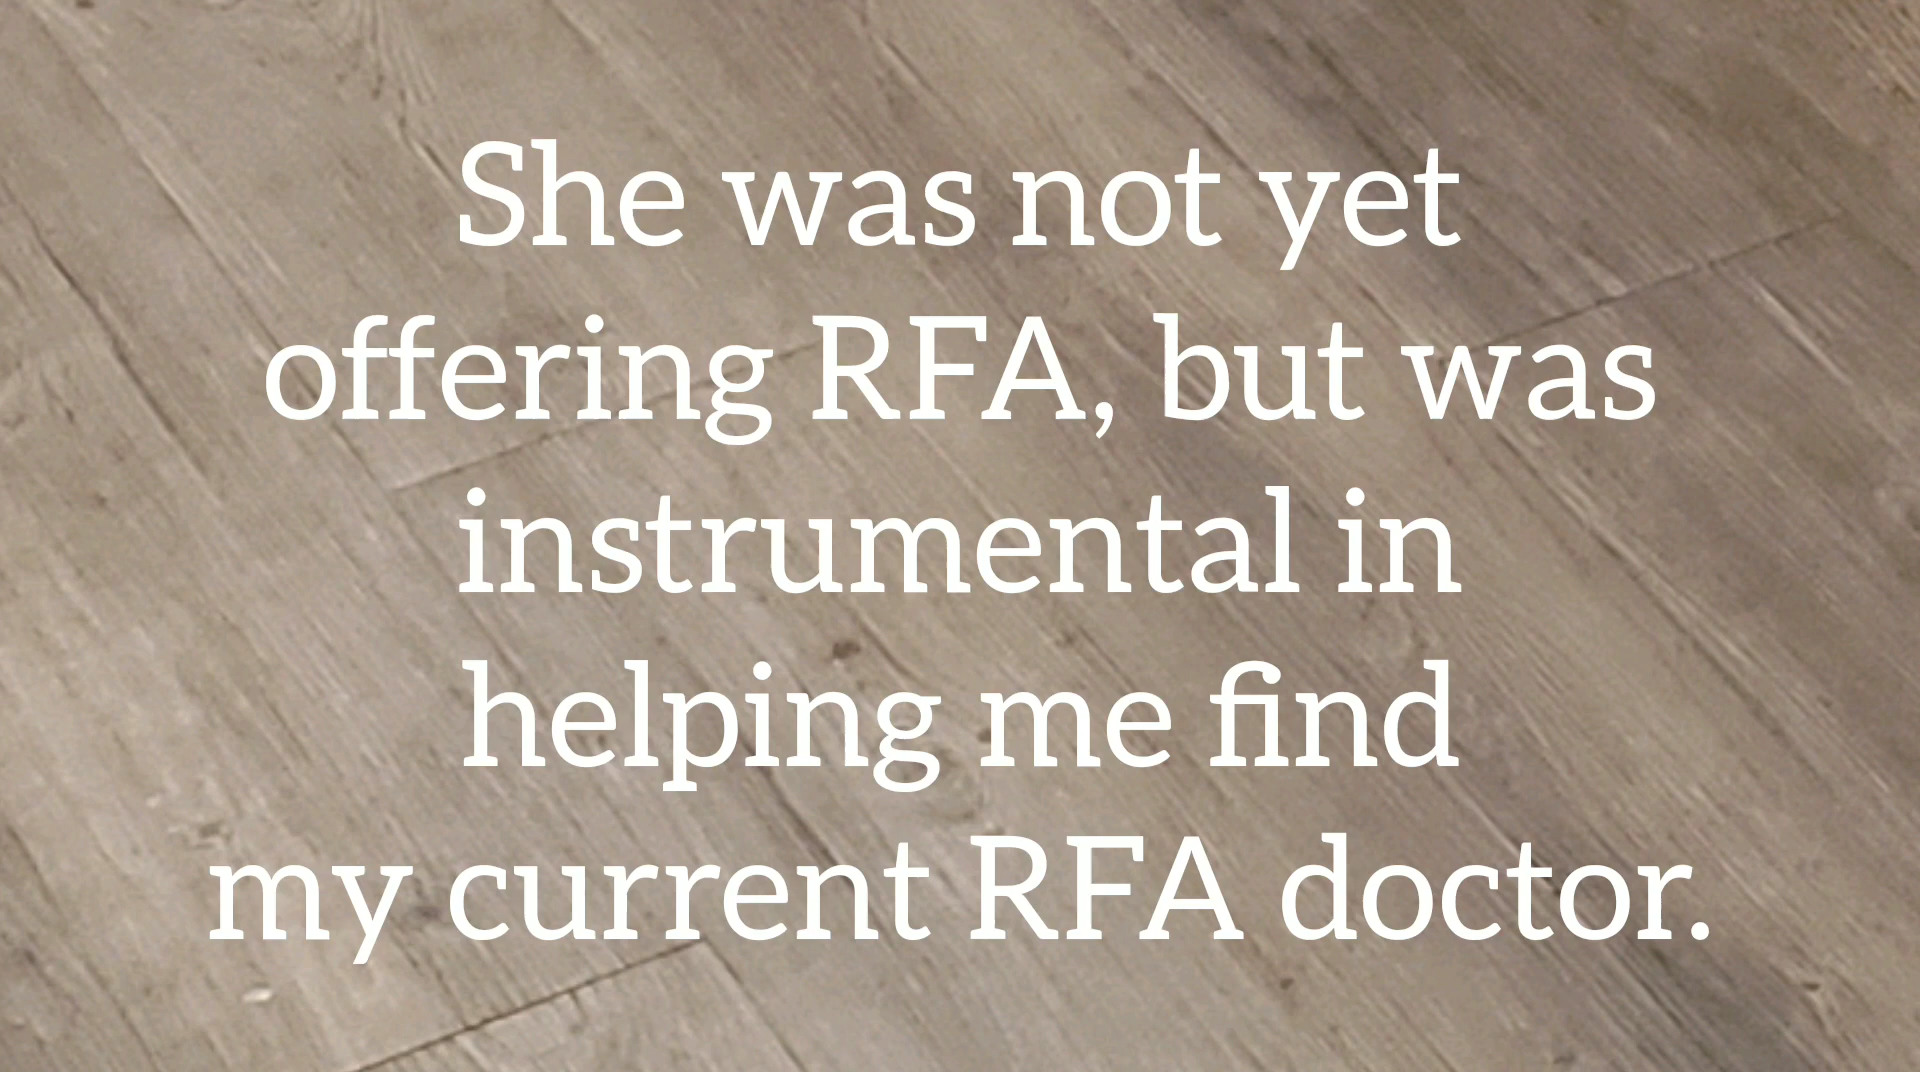 She was not yet
offering RFA, but was
instrumental in
helping me find
my current RFA doctor.